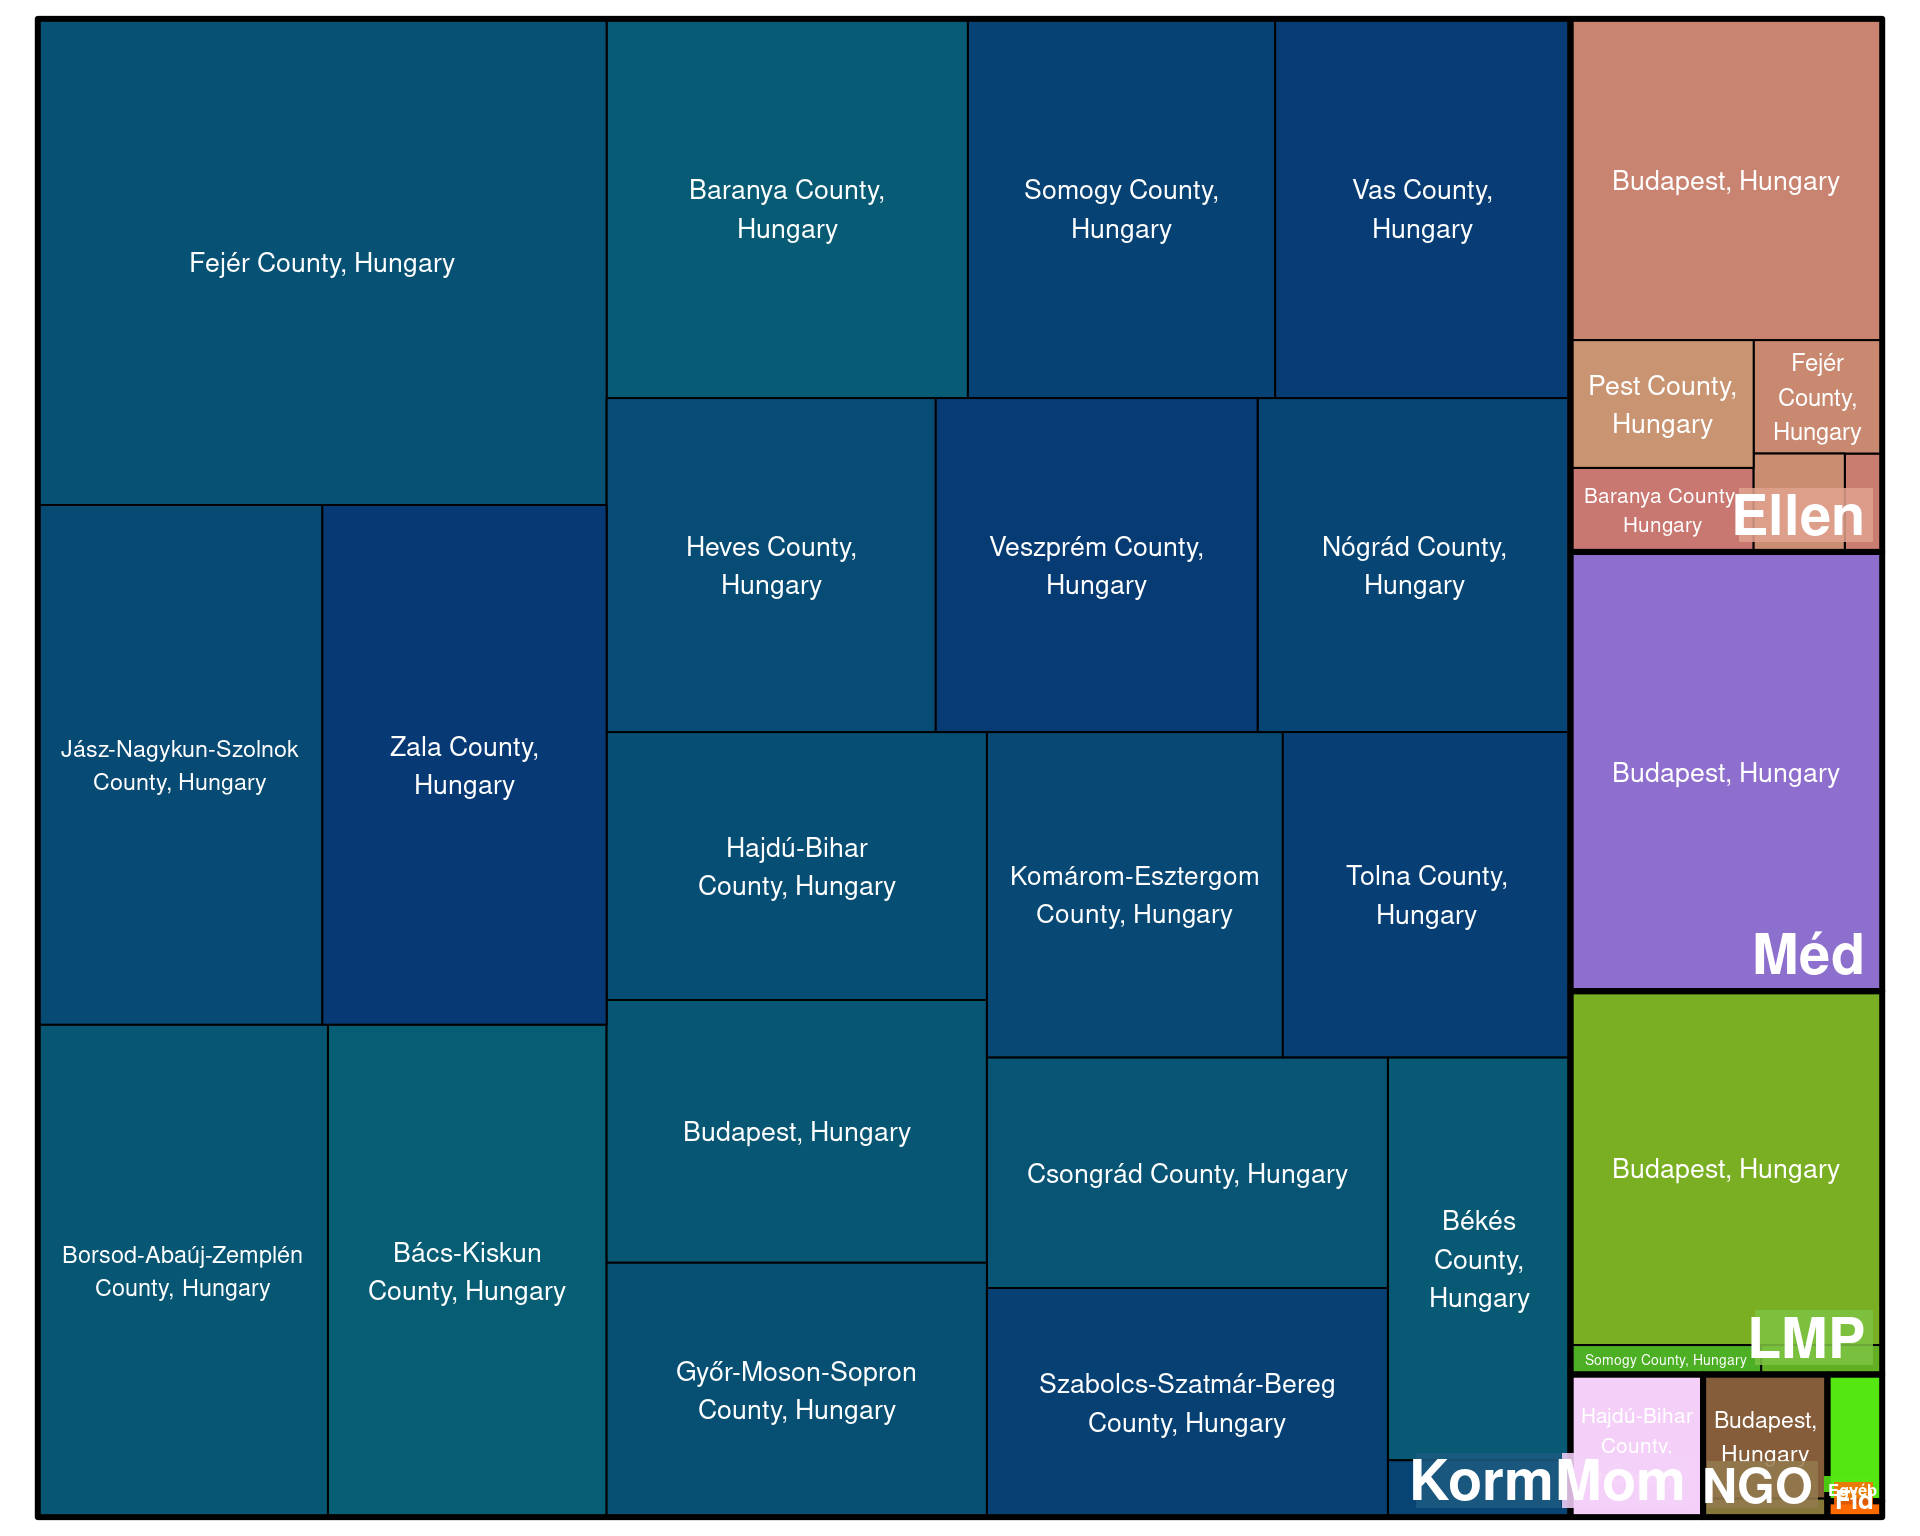 Fejér County, Hungary
Baranya County,
Hungary
Somogy County,
Hungary
Vas County,
Hungary
Budapest, Hungary
Pest County,
Hungary
Fejér
County,
Hungary
Baranya County
Hungary
Ellen
Jász-Nagykun-Szolnok
County, Hungary
Zala County,
Hungary
Heves County,
Hungary
Veszprém County,
Hungary
Nógrád County,
Hungary
Budapest, Hungary
Méd
Hajdú-Bihar
County, Hungary
Komárom-Esztergom
County, Hungary
Tolna County,
Hungary
Borsod-Abaúj-Zemplén
County, Hungary
Bács-Kiskun
County, Hungary
Budapest, Hungary
Csongrád County, Hungary
Békés
County,
Hungary
Budapest, Hungary
LMP
Somogy County, Hungary
Győr-Moson-Sopron
County, Hungary
Szabolcs-Szatmár-Bereg
County, Hungary
Korm
Hajdú-Bihar
County,
Mom
Budapest,
Hungary
NGO
Egyéb
Fid